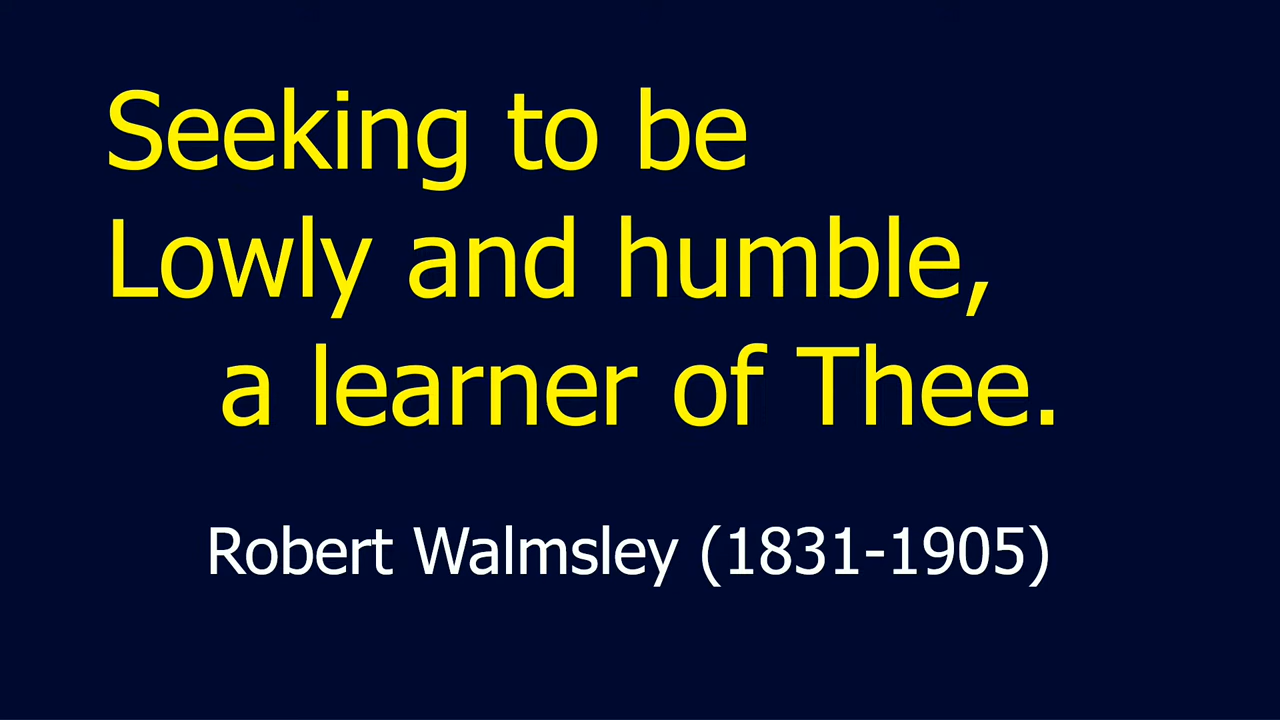 Seeking to be
Lowly and humble,
a learner of Thee.
Robert Walmsley (1831-1905)